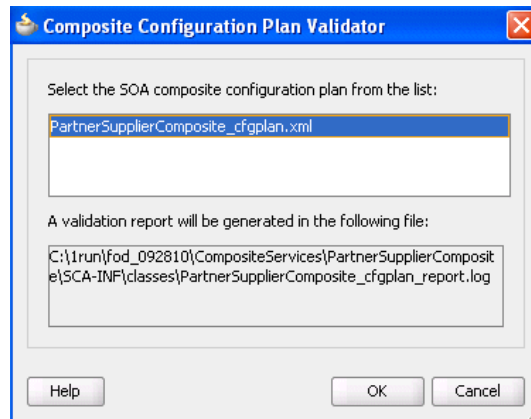 Composite Configuration Plan Validator
Select the SOA composite configuration plan from the list:
PartnerSupplierComposite_cfgplan.xml
A validation report will be generated in the following file:
C:\1run\fod_092810\CompositeServices\PartnerSupplierComposit
e\SCA-INF\classes\PartnerSupplierComposite_cfgplan_report.log
Help
OK
Cancel